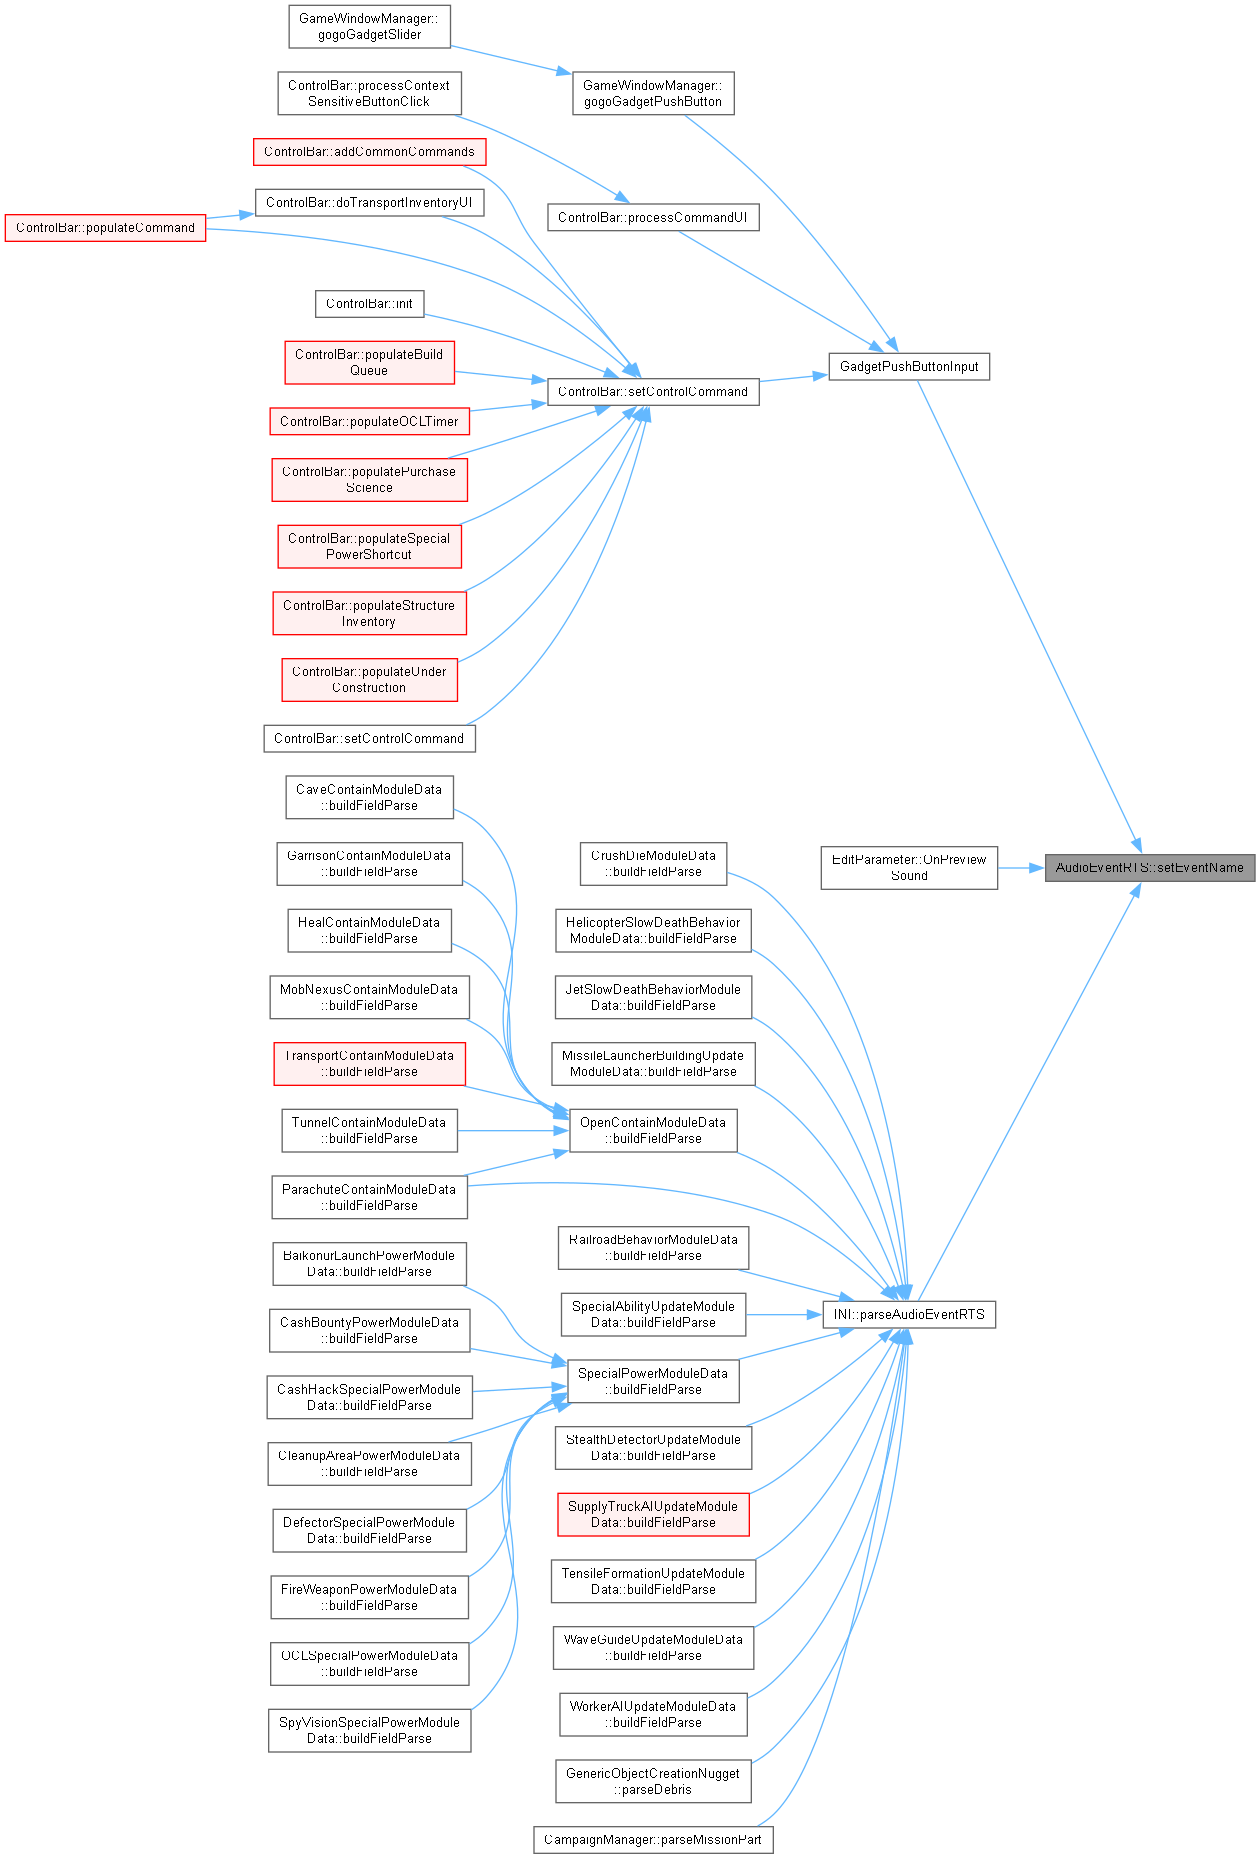 GameWindowManager::
gogoGadgetSlider
ControlBar::processContext
SensitiveButtonClick
GameWindowManager::
gogoGadgetPushButton
ControlBar::addCommonCommands
ControlBar::doTransportInventoryUI
ControlBar::populateCommand
ControlBar::processCommandUI
ControlBar::init
ControlBar::populateBuild
Queue
ControlBar::setControlCommand
GadgetPushButtonInput
ControlBar::populateOCLTimer
ControlBar::populatePurchase
Science
ControlBar::populateSpecial
PowerShortcut
ControlBar::populateStructure
Inventory
ControlBar::populateUnder
Construction
ControlBar::setControlCommand
CaveContainModuleData
::buildFieldParse
GarrisonContainModuleData
::buildFieldParse
HealContainModuleData
::buildFieldParse
MobNexusContainModuleData
::buildFieldParse
TransportContainModuleData
::buildFieldParse
TunnelContainModuleData
::buildFieldParse
ParachuteContainModuleData
::buildFieldParse
BaikonurLaunchPowerModule
Data::buildFieldParse
CashBountyPowerModuleData
::buildFieldParse
CashHackSpecialPowerModule
Data::buildFieldParse
CleanupAreaPowerModuleData
::buildFieldParse
DefectorSpecialPowerModule
Data::buildFieldParse
FireWeaponPowerModuleData
::buildFieldParse
OCLSpecialPowerModuleData
::buildFieldParse
SpyVisionSpecialPowerModule
Data::buildFieldParse
CrushDieModuleData
::buildFieldParse
HelicopterSlowDeathBehavior
ModuleData::buildFieldParse
JetSlowDeathBehaviorModule
Data::buildFieldParse
MissileLauncherBuildingUpdate
ModuleData::buildFieldParse
OpenContainModuleData
::buildFieldParse
RailroadBehaviorModuleData
::buildFieldParse
SpecialAbilityUpdateModule
Data::buildFieldParse
SpecialPowerModuleData
::buildFieldParse
StealthDetectorUpdateModule
Data::buildFieldParse
SupplyTruckAIUpdateModule
Data::buildFieldParse
TensileFormationUpdateModule
Data::buildFieldParse
WaveGuideUpdateModuleData
::buildFieldParse
WorkerAIUpdateModuleData
::buildFieldParse
GenericObjectCreationNugget
::parseDebris
CampaignManager::parseMissionPart
EditParameter::OnPreview
Sound
INI::parseAudioEventRTS
AudioEventRTS::setEventName